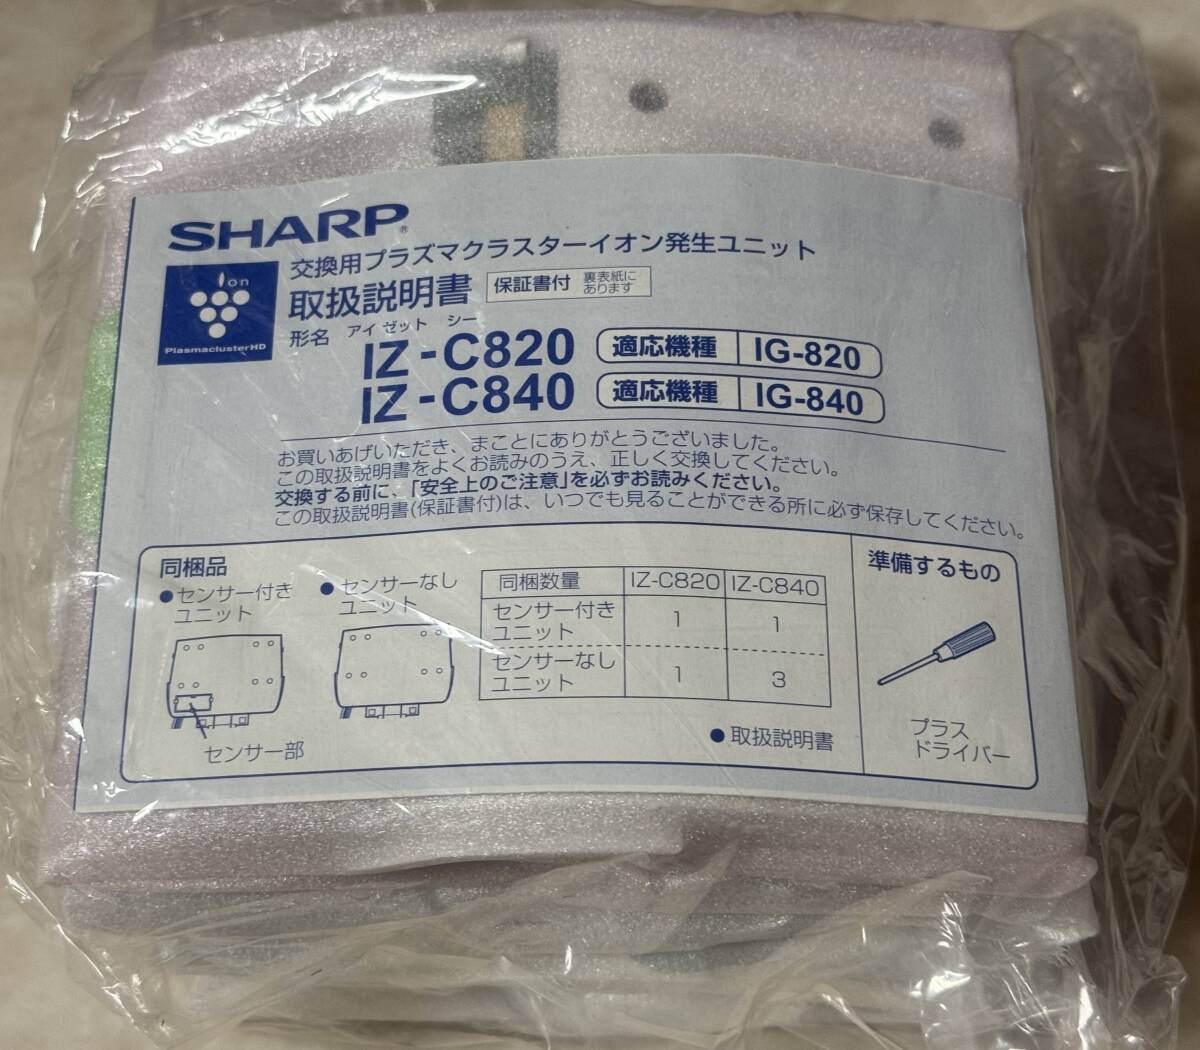 SHARP®
交換用プラズマクラスターイオン発生ユニット
Ion
PlasmaclusterHD
取扱説明書 保証書付 裏表紙に
あります
形名 アイ ゼット シー
IZ-C820 適応機種 IG-820
IZ-C840 適応機種 IG-840
お買いあげいただき、まことにありがとうございました。
この取扱説明書をよくお読みのうえ、正しく交換してください。
交換する前に、「安全上のご注意」を必ずお読みください。
この取扱説明書(保証書付)は、いつでも見ることができる所に必ず保存してください。
同梱品
●センサー付き
ユニット
センサー部
●センサーなし
ユニット
同梱数量 IZ-C820 IZ-C840
センサー付き
ユニット 1 1
センサーなし
ユニット 1 3
●取扱説明書
準備するもの
プラス
ドライバー